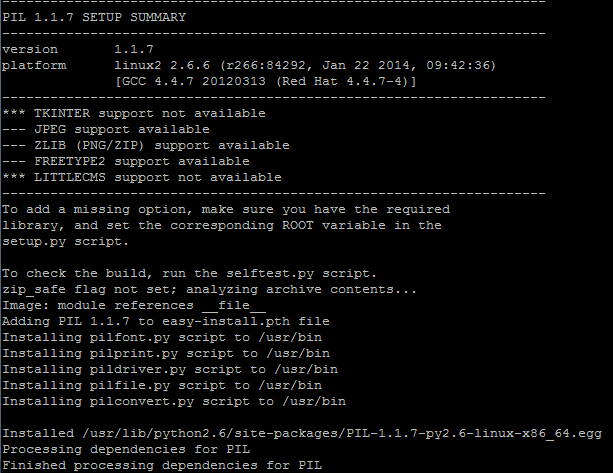 --------------------------------------------------------------------
PIL 1.1.7 SETUP SUMMARY
--------------------------------------------------------------------
version       1.1.7
platform      linux2 2.6.6 (r266:84292, Jan 22 2014, 09:42:36)
              [GCC 4.4.7 20120313 (Red Hat 4.4.7-4)]
--------------------------------------------------------------------
*** TKINTER support not available
--- JPEG support available
--- ZLIB (PNG/ZIP) support available
--- FREETYPE2 support available
*** LITTLECMS support not available
--------------------------------------------------------------------
To add a missing option, make sure you have the required
library, and set the corresponding ROOT variable in the
setup.py script.

To check the build, run the selftest.py script.
zip_safe flag not set; analyzing archive contents...
Image: module references __file__
Adding PIL 1.1.7 to easy-install.pth file
Installing pilfont.py script to /usr/bin
Installing pilprint.py script to /usr/bin
Installing pildriver.py script to /usr/bin
Installing pilfile.py script to /usr/bin
Installing pilconvert.py script to /usr/bin

Installed /usr/lib/python2.6/site-packages/PIL-1.1.7-py2.6-linux-x86_64.egg
Processing dependencies for PIL
Finished processing dependencies for PIL